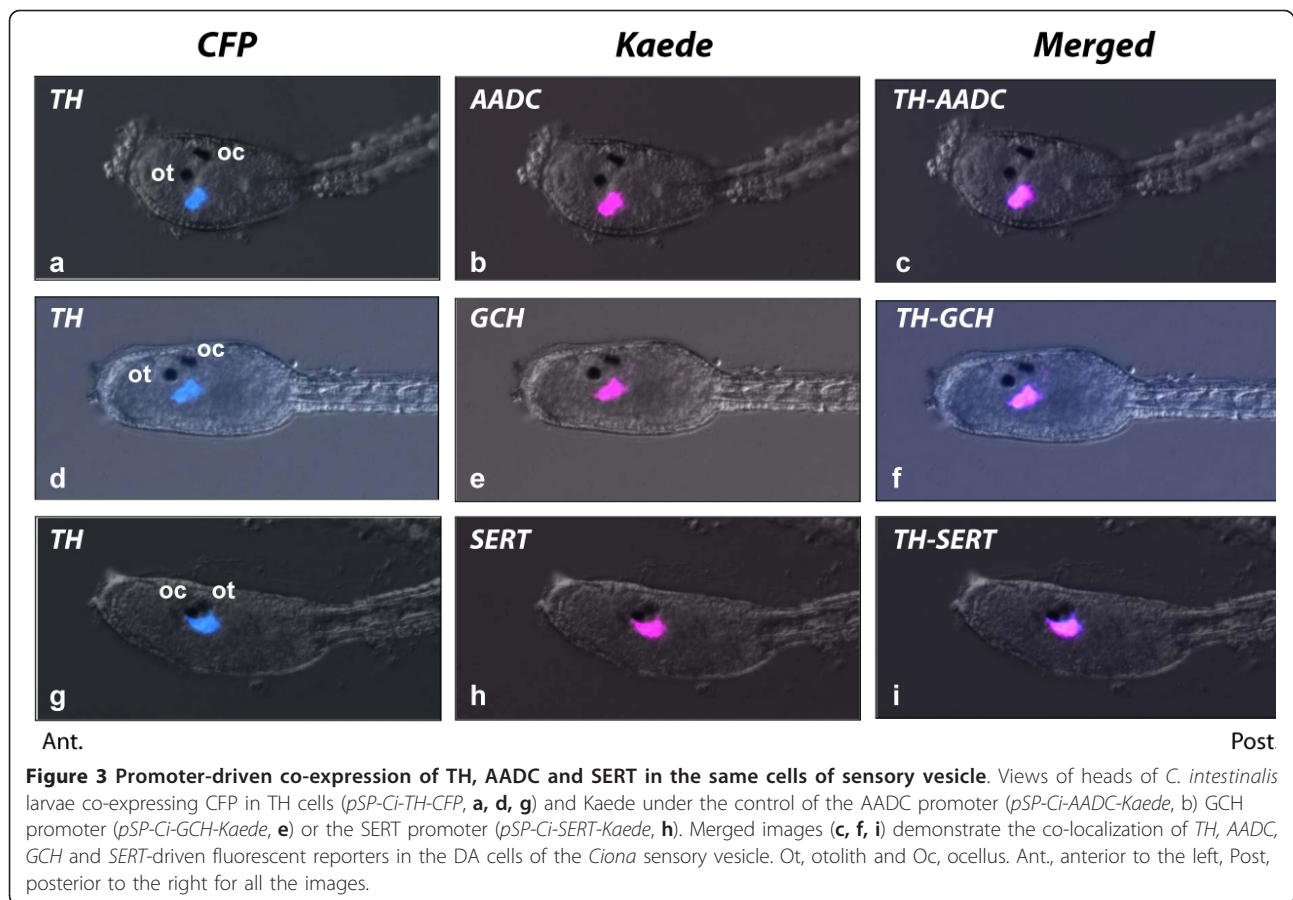 CFP Kaede Merged
TH AADC TH-AADC
oc
ot
a b c
TH GCH TH-GCH
oc
ot
d e f
TH SERT TH-SERT
oc ot
g h i
Ant. Post.
Figure 3 Promoter-driven co-expression of TH, AADC and SERT in the same cells of sensory vesicle. Views of heads of C. intestinalis
larvae co-expressing CFP in TH cells (pSP-Ci-TH-CFP, a, d, g) and Kaede under the control of the AADC promoter (pSP-Ci-AADC-Kaede, b) GCH
promoter (pSP-Ci-GCH-Kaede, e) or the SERT promoter (pSP-Ci-SERT-Kaede, h). Merged images (c, f, i) demonstrate the co-localization of TH, AADC,
GCH and SERT-driven fluorescent reporters in the DA cells of the Ciona sensory vesicle. Ot, otolith and Oc, ocellus. Ant., anterior to the left, Post,
posterior to the right for all the images.